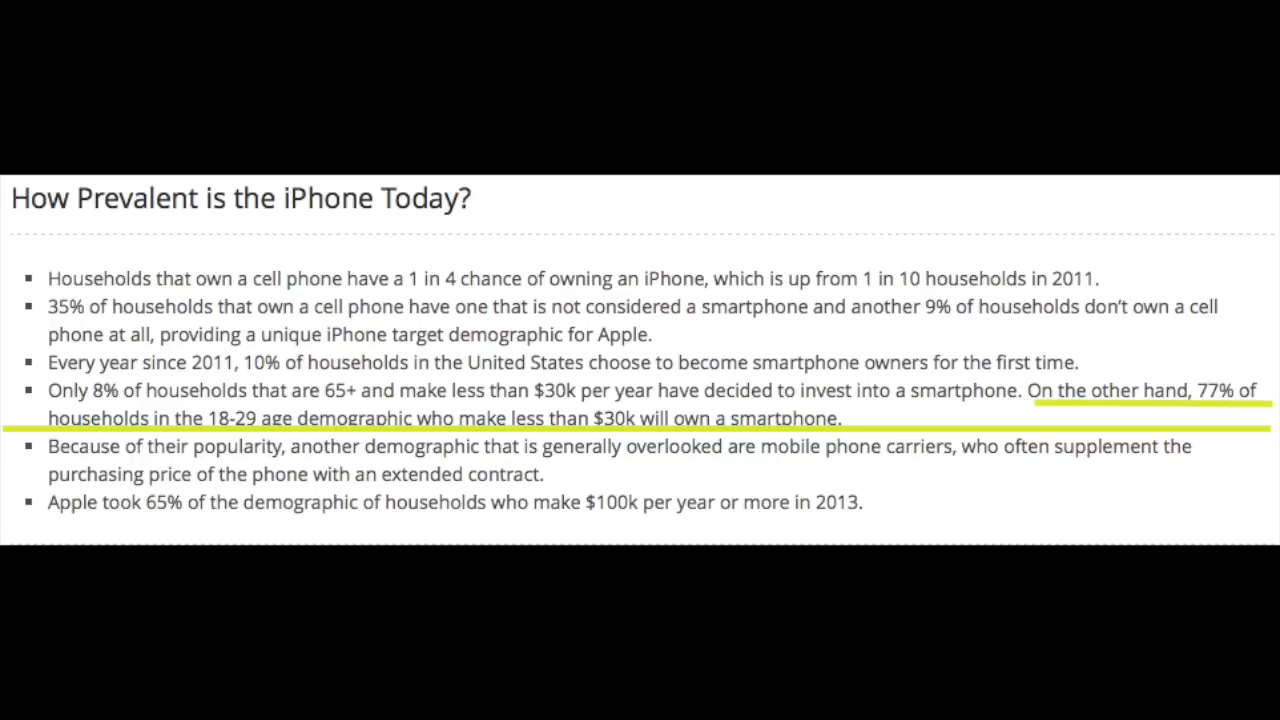 How Prevalent is the iPhone Today?
▪ Households that own a cell phone have a 1 in 4 chance of owning an iPhone, which is up from 1 in 10 households in 2011.
▪ 35% of households that own a cell phone have one that is not considered a smartphone and another 9% of households don’t own a cell
phone at all, providing a unique iPhone target demographic for Apple.
▪ Every year since 2011, 10% of households in the United States choose to become smartphone owners for the first time.
▪ Only 8% of households that are 65+ and make less than $30k per year have decided to invest into a smartphone. On the other hand, 77% of
households in the 18-29 age demographic who make less than $30k will own a smartphone.
▪ Because of their popularity, another demographic that is generally overlooked are mobile phone carriers, who often supplement the
purchasing price of the phone with an extended contract.
▪ Apple took 65% of the demographic of households who make $100k per year or more in 2013.